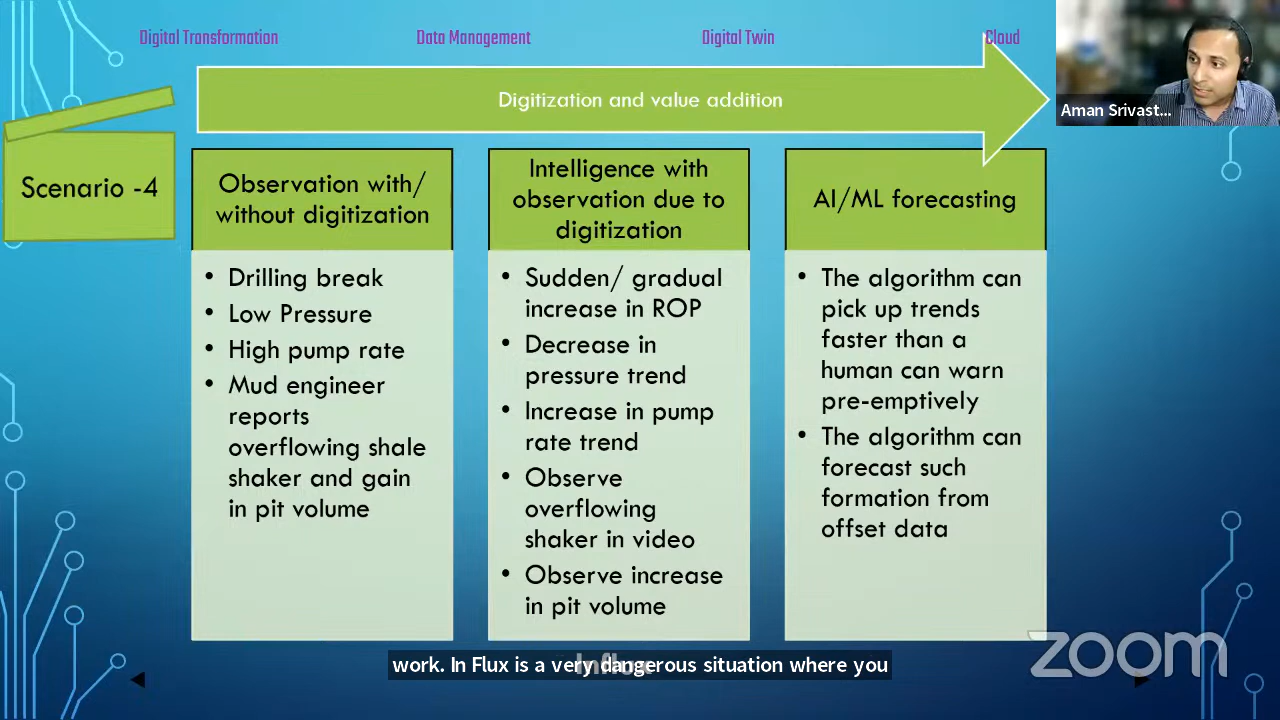 Digital Transformation
Data Management
Digital Twin
Cloud
Aman Srivast...
Digitization and value addition
Scenario -4
Observation with/
without digitization
• Drilling break
• Low Pressure
• High pump rate
• Mud engineer
reports
overflowing shale
shaker and gain
in pit volume
Intelligence with
observation due to
digitization
• Sudden/ gradual
increase in ROP
• Decrease in
pressure trend
• Increase in pump
rate trend
• Observe
overflowing
shaker in video
• Observe increase
in pit volume
AI/ML forecasting
• The algorithm can
pick up trends
faster than a
human can warn
pre-emptively
• The algorithm can
forecast such
formation from
offset data
Influx
work. In Flux is a very dangerous situation where you
zoom